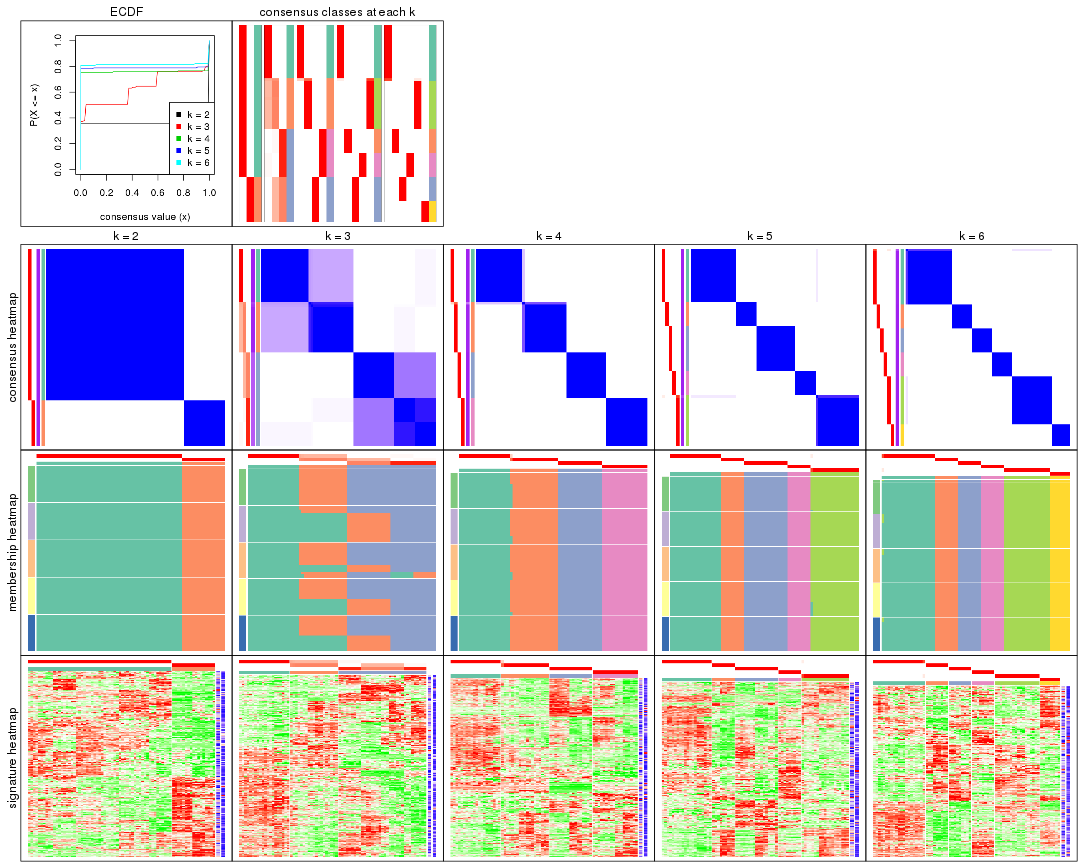 ECDF
consensus classes at each k
P(X <= x)
0.0 0.2 0.4 0.6 0.8 1.0
k = 2
k = 3
k = 4
k = 5
k = 6
0.0 0.2 0.4 0.6 0.8 1.0
consensus value (x)
k = 2
k = 3
k = 4
k = 5
k = 6
consensus heatmap
membership heatmap
signature heatmap